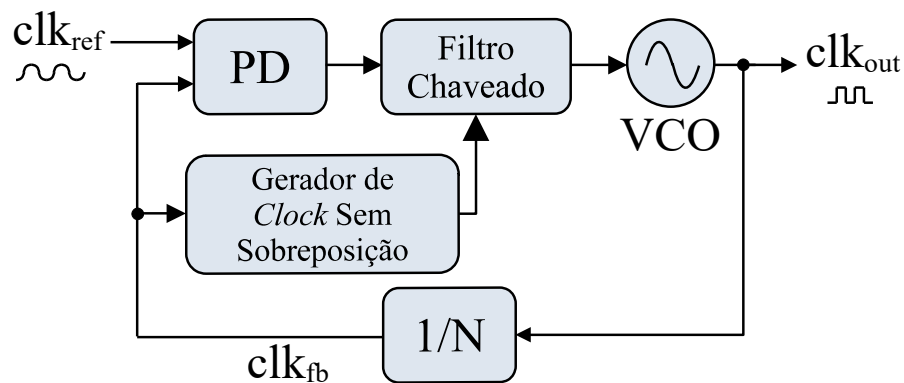 clk_ref
PD
Filtro
Chaveado
VCO
clk_out
Gerador de
Clock Sem
Sobreposição
1/N
clk_fb